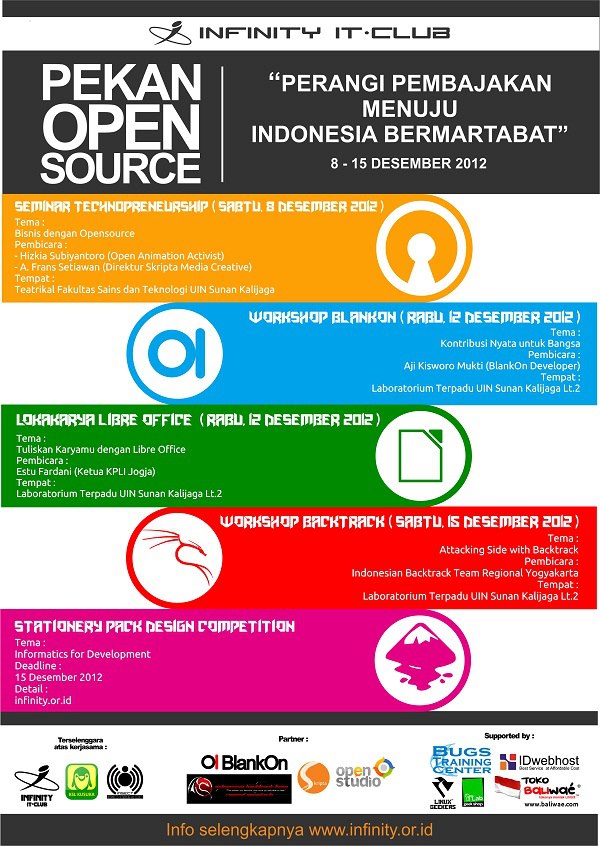 INFINITY IT·CLUB
PEKAN
OPEN
SOURCE
“PERANGI PEMBAJAKAN
MENUJU
INDONESIA BERMARTABAT”
8 - 15 DESEMBER 2012
SEMINAR TECHNOPRENEURSHIP ( SABTU, 8 DESEMBER 2012 )
Tema :
Bisnis dengan Opensource
Pembicara :
- Hizkia Subiyantoro (Open Animation Activist)
- A. Frans Setiawan (Direktur Skripta Media Creative)
Tempat :
Teatrikal Fakultas Sains dan Teknologi UIN Sunan Kalijaga
WORKSHOP BLANKON ( RABU, 12 DESEMBER 2012 )
Tema :
Kontribusi Nyata untuk Bangsa
Pembicara :
Aji Kisworo Mukti (BlankOn Developer)
Tempat :
Laboratorium Terpadu UIN Sunan Kalijaga Lt.2
LOKAKARYA LIBRE OFFICE ( RABU, 12 DESEMBER 2012 )
Tema :
Tuliskan Karyamu dengan Libre Office
Pembicara :
Estu Fardani (Ketua KPLI Jogja)
Tempat :
Laboratorium Terpadu UIN Sunan Kalijaga Lt.2
WORKSHOP BACKTRACK ( SABTU, 15 DESEMBER 2012 )
Tema :
Attacking Side with Backtrack
Pembicara :
Indonesian Backtrack Team Regional Yogyakarta
Tempat :
Laboratorium Terpadu UIN Sunan Kalijaga Lt.2
STATIONERY PACK DESIGN COMPETITION
Tema :
Informatics for Development
Deadline :
15 Desember 2012
Detail :
infinity.or.id
Terselenggara
atas kerjasama :
INFINITY
IT-CLUB
KSL KUSUKA
Partner :
BlankOn
open
studio
Supported by :
BUGS
TRAINING
CENTER
IDwebhost
Best Service at Affordable Cost
LINUX
GEEKERS
TOKO
BALIWAE
www.baliwae.com
Info selengkapnya www.infinity.or.id